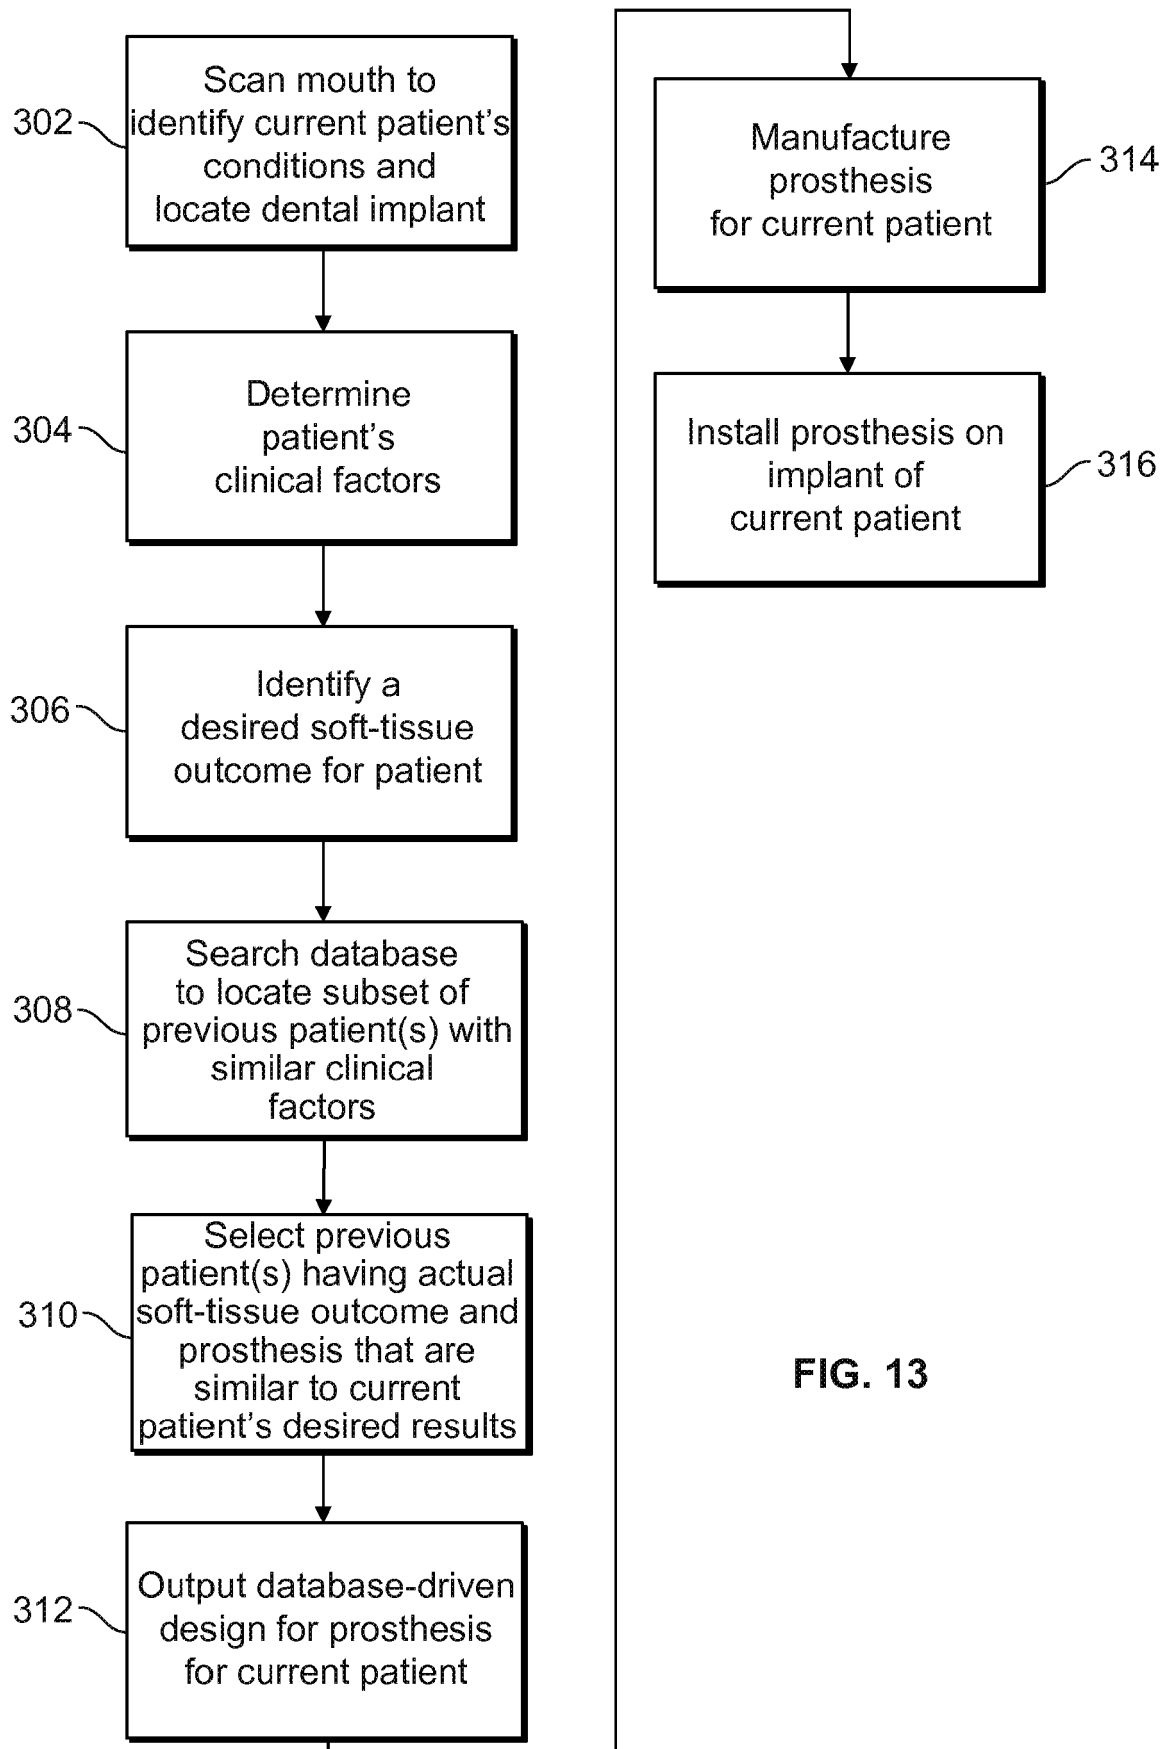 302
Scan mouth to
identify current patient's
conditions and
locate dental implant
304
Determine
patient's
clinical factors
306
Identify a
desired soft-tissue
outcome for patient
308
Search database
to locate subset of
previous patient(s) with
similar clinical
factors
310
Select previous
patient(s) having actual
soft-tissue outcome and
prosthesis that are
similar to current
patient's desired results
312
Output database-driven
design for prosthesis
for current patient
Manufacture
prosthesis
for current patient
314
Install prosthesis on
implant of
current patient
316
FIG. 13